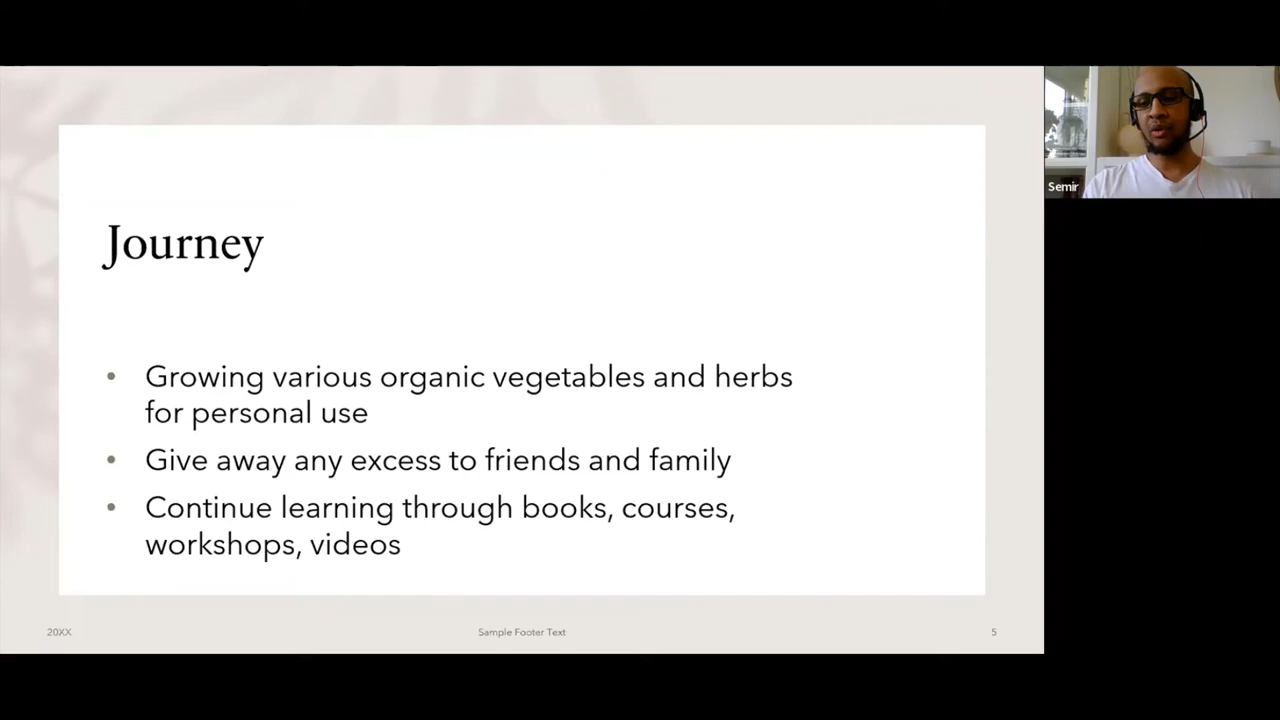 Journey
• Growing various organic vegetables and herbs
for personal use
• Give away any excess to friends and family
• Continue learning through books, courses,
workshops, videos
20XX
Sample Footer Text
5
Semir